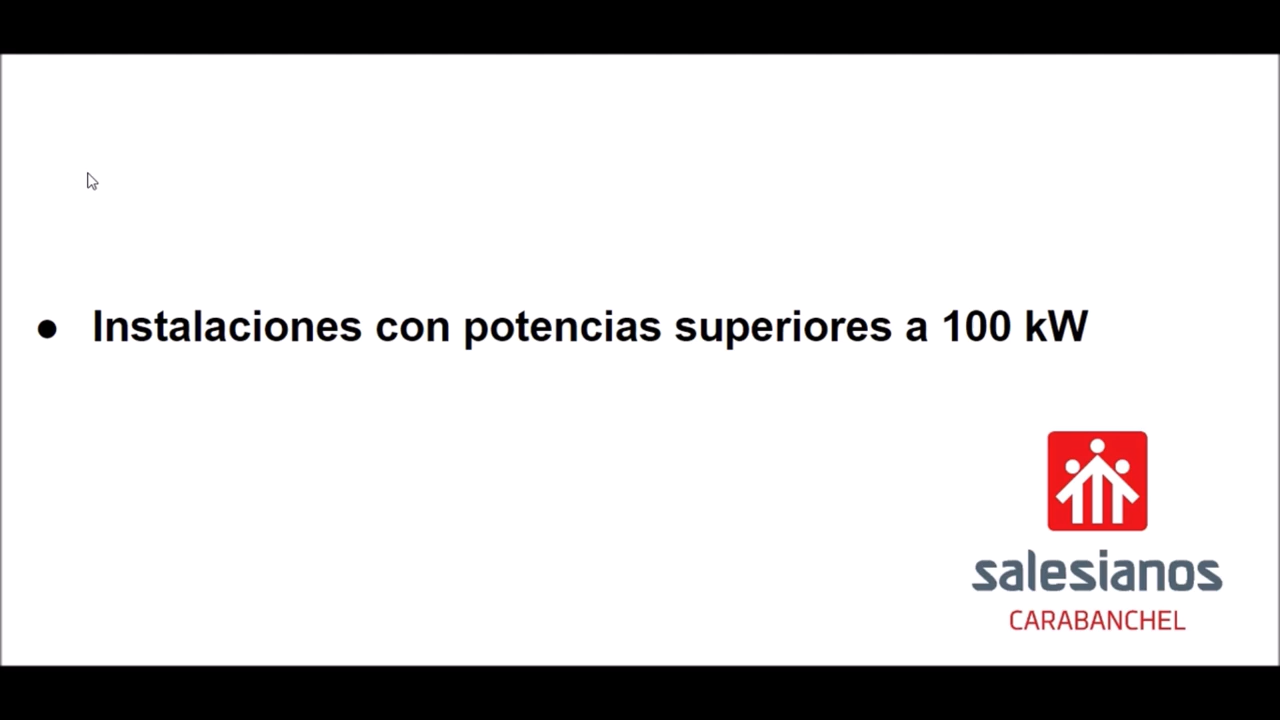 ● Instalaciones con potencias superiores a 100 kW
salesianos
CARABANCHEL